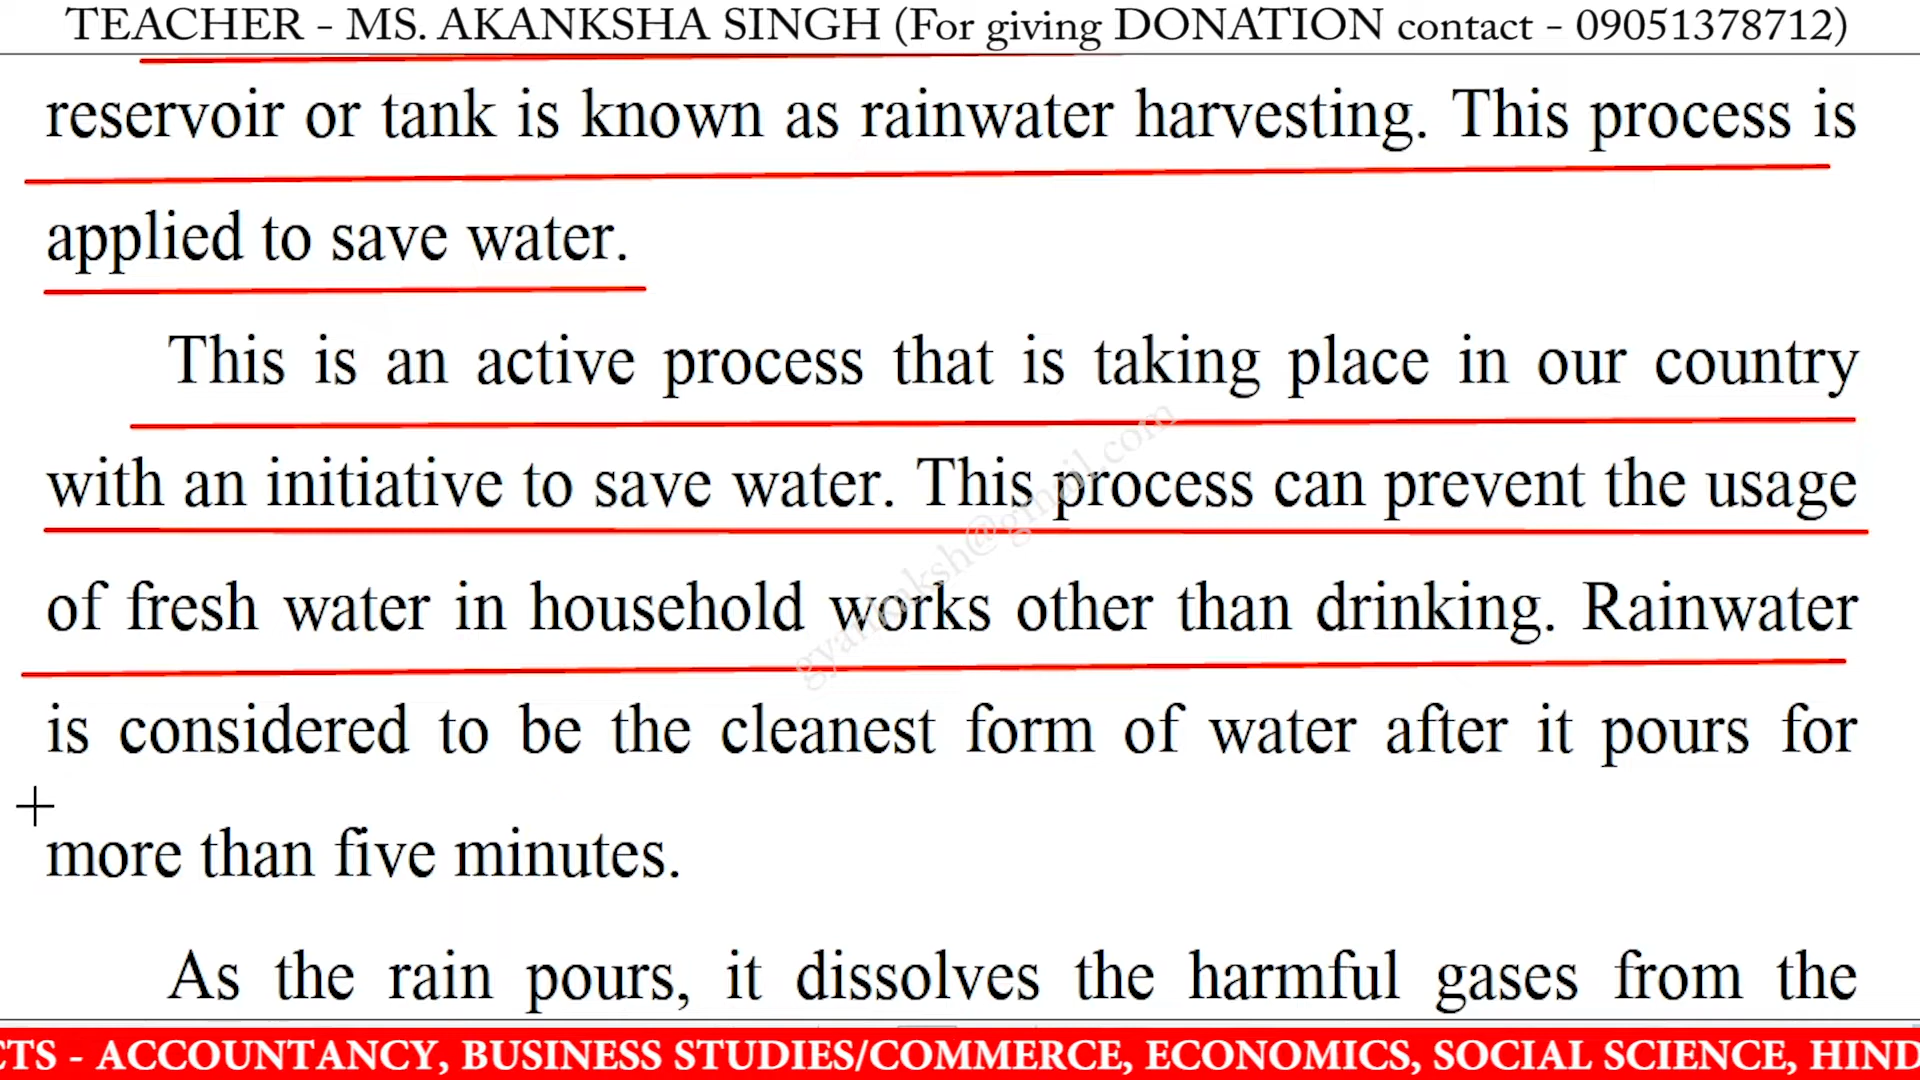 TEACHER - MS. AKANKSHA SINGH (For giving DONATION contact - 09051378712)
reservoir or tank is known as rainwater harvesting. This process is
applied to save water.
This is an active process that is taking place in our country
with an initiative to save water. This process can prevent the usage
of fresh water in household works other than drinking. Rainwater
is considered to be the cleanest form of water after it pours for
more than five minutes.
As the rain pours, it dissolves the harmful gases from the
gyankaksh@gmail.com
CTS - ACCOUNTANCY, BUSINESS STUDIES/COMMERCE, ECONOMICS, SOCIAL SCIENCE, HIND